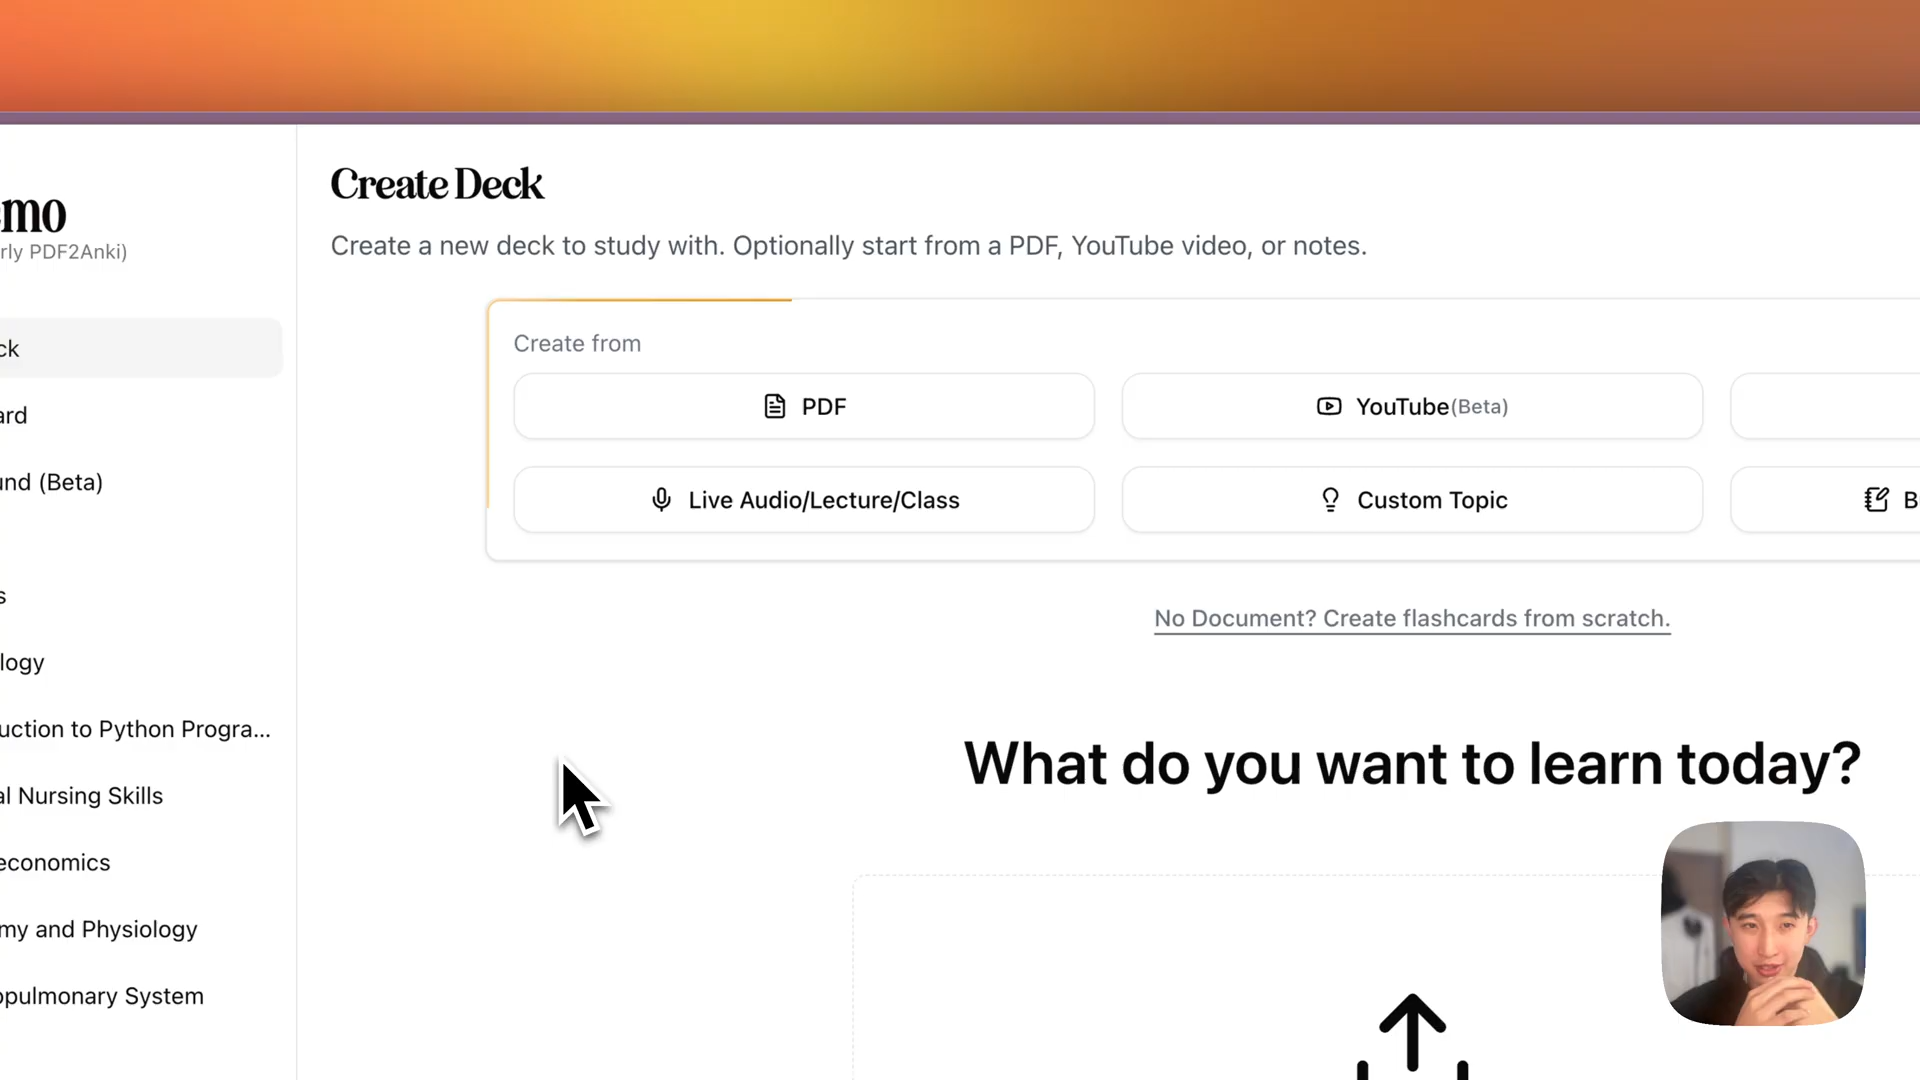 Create Deck
Create a new deck to study with. Optionally start from a PDF, YouTube video, or notes.
emo
rly PDF2Anki)
ck
ard
und (Beta)
s
logy
uction to Python Progra...
al Nursing Skills
economics
my and Physiology
opulmonary System
Create from
PDF
YouTube(Beta)
Live Audio/Lecture/Class
Custom Topic
B
No Document? Create flashcards from scratch.
What do you want to learn today?